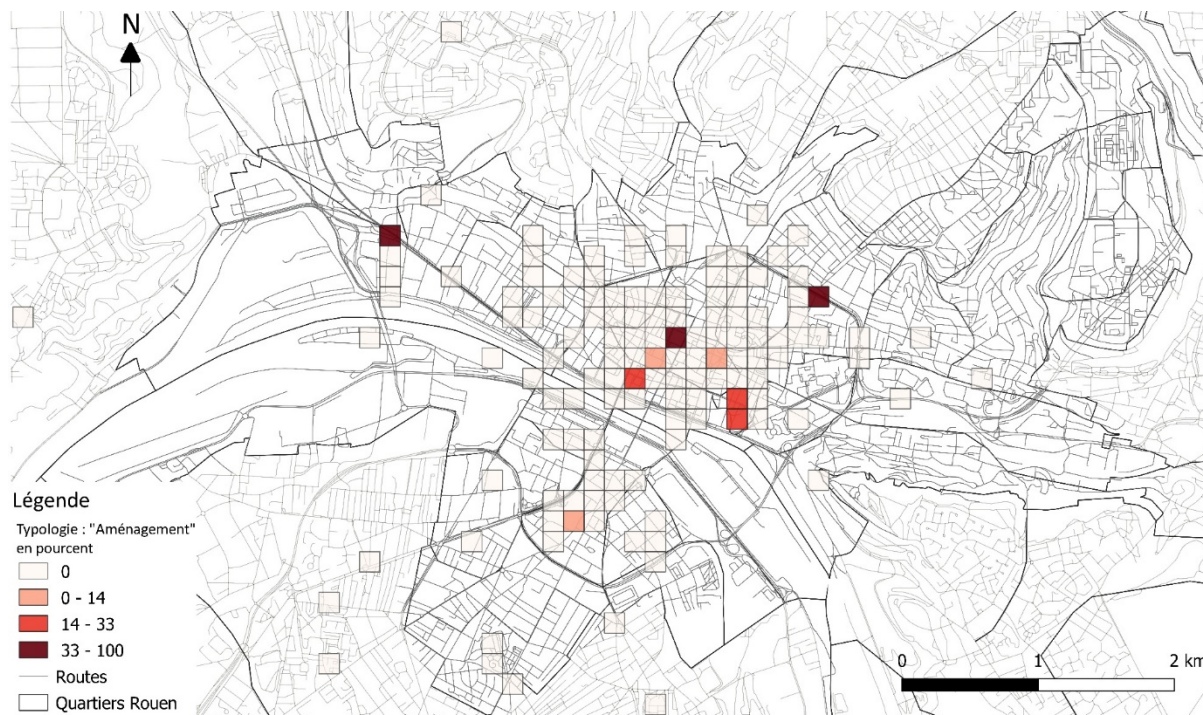 N
Légende
Typologie : "Aménagement"
en pourcent
0
0 - 14
14 - 33
33 - 100
Routes
Quartiers Rouen
0 1 2 km